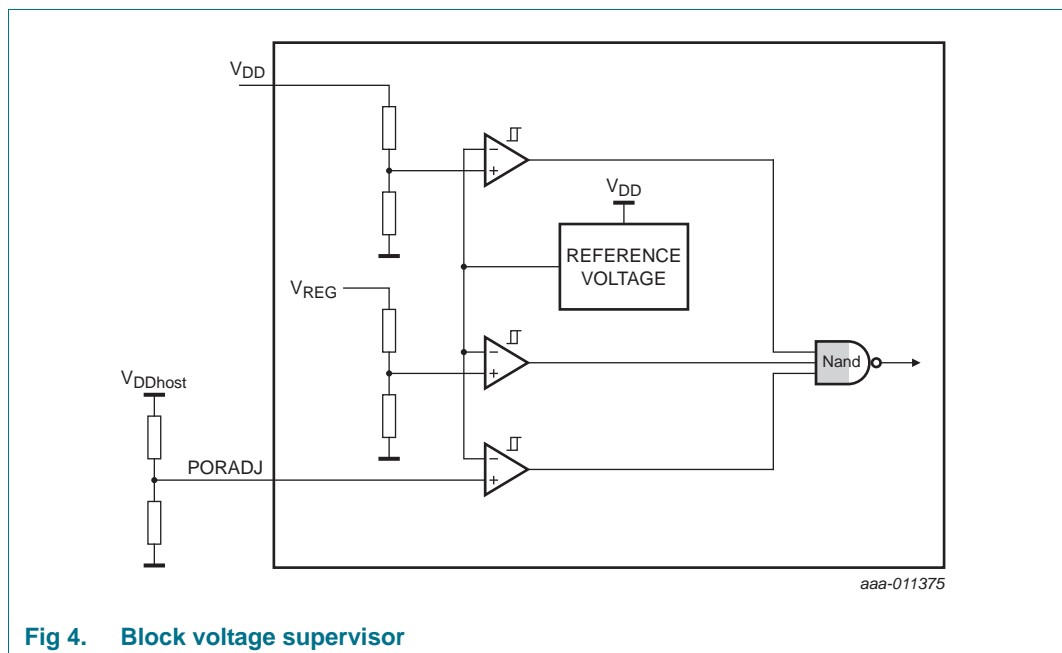 VDD
VDD
REFERENCE
VOLTAGE
VREG
Nand
VDDhost
PORADJ
aaa-011375
Fig 4. Block voltage supervisor